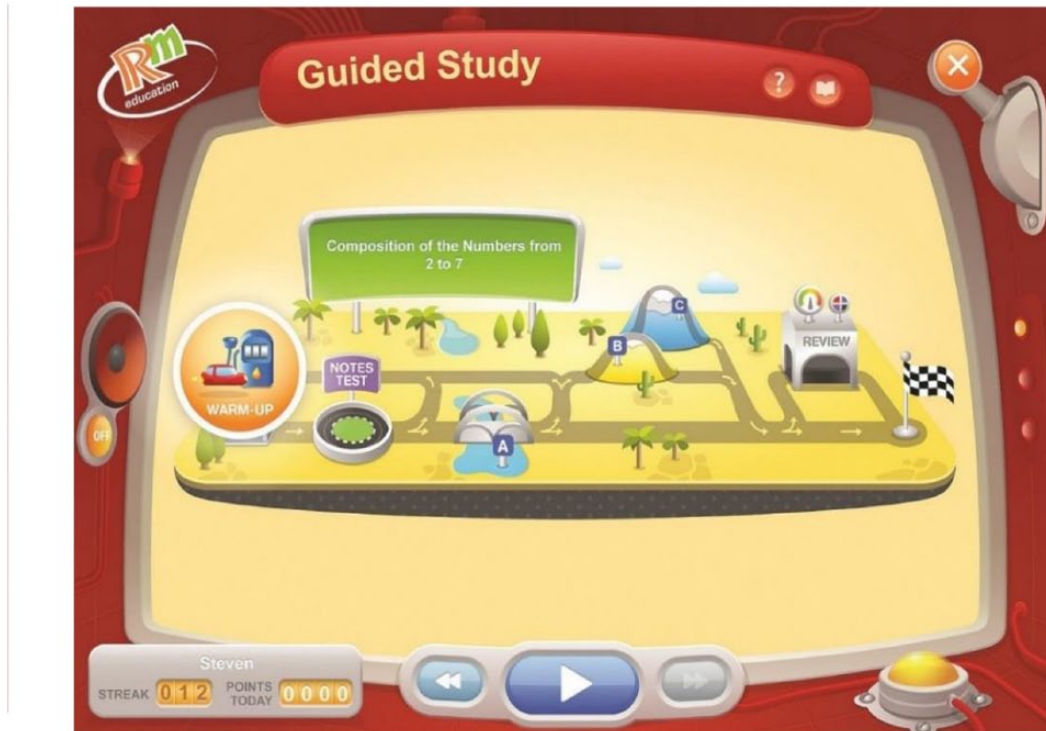 Rm
education
Guided Study
?
Composition of the Numbers from
2 to 7
C
B
REVIEW
NOTES
TEST
WARM-UP
OFF
A
Steven
STREAK 012 POINTS
TODAY 0000